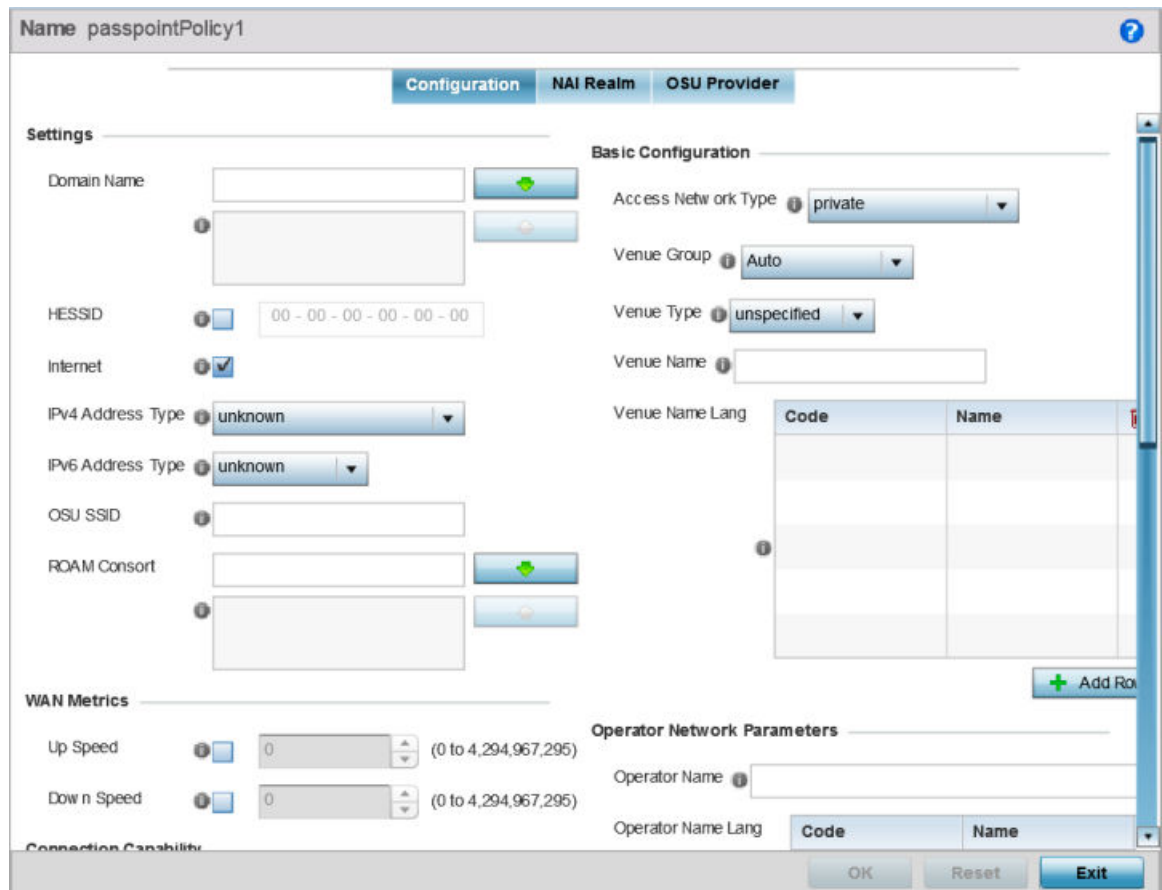 Name passpointPolicy1
Configuration NAI Realm OSU Provider
Settings
Domain Name
HESSID 00 - 00 - 00 - 00 - 00 - 00
Internet
IPv4 Address Type unknown
IPv6 Address Type unknown
OSU SSID
ROAM Consort
WAN Metrics
Up Speed 0 (0 to 4,294,967,295)
Down Speed 0 (0 to 4,294,967,295)
Connection Capability
Basic Configuration
Access Network Type private
Venue Group Auto
Venue Type unspecified
Venue Name
Venue Name Lang Code Name
Add Row
Operator Network Parameters
Operator Name
Operator Name Lang Code Name
OK Reset Exit